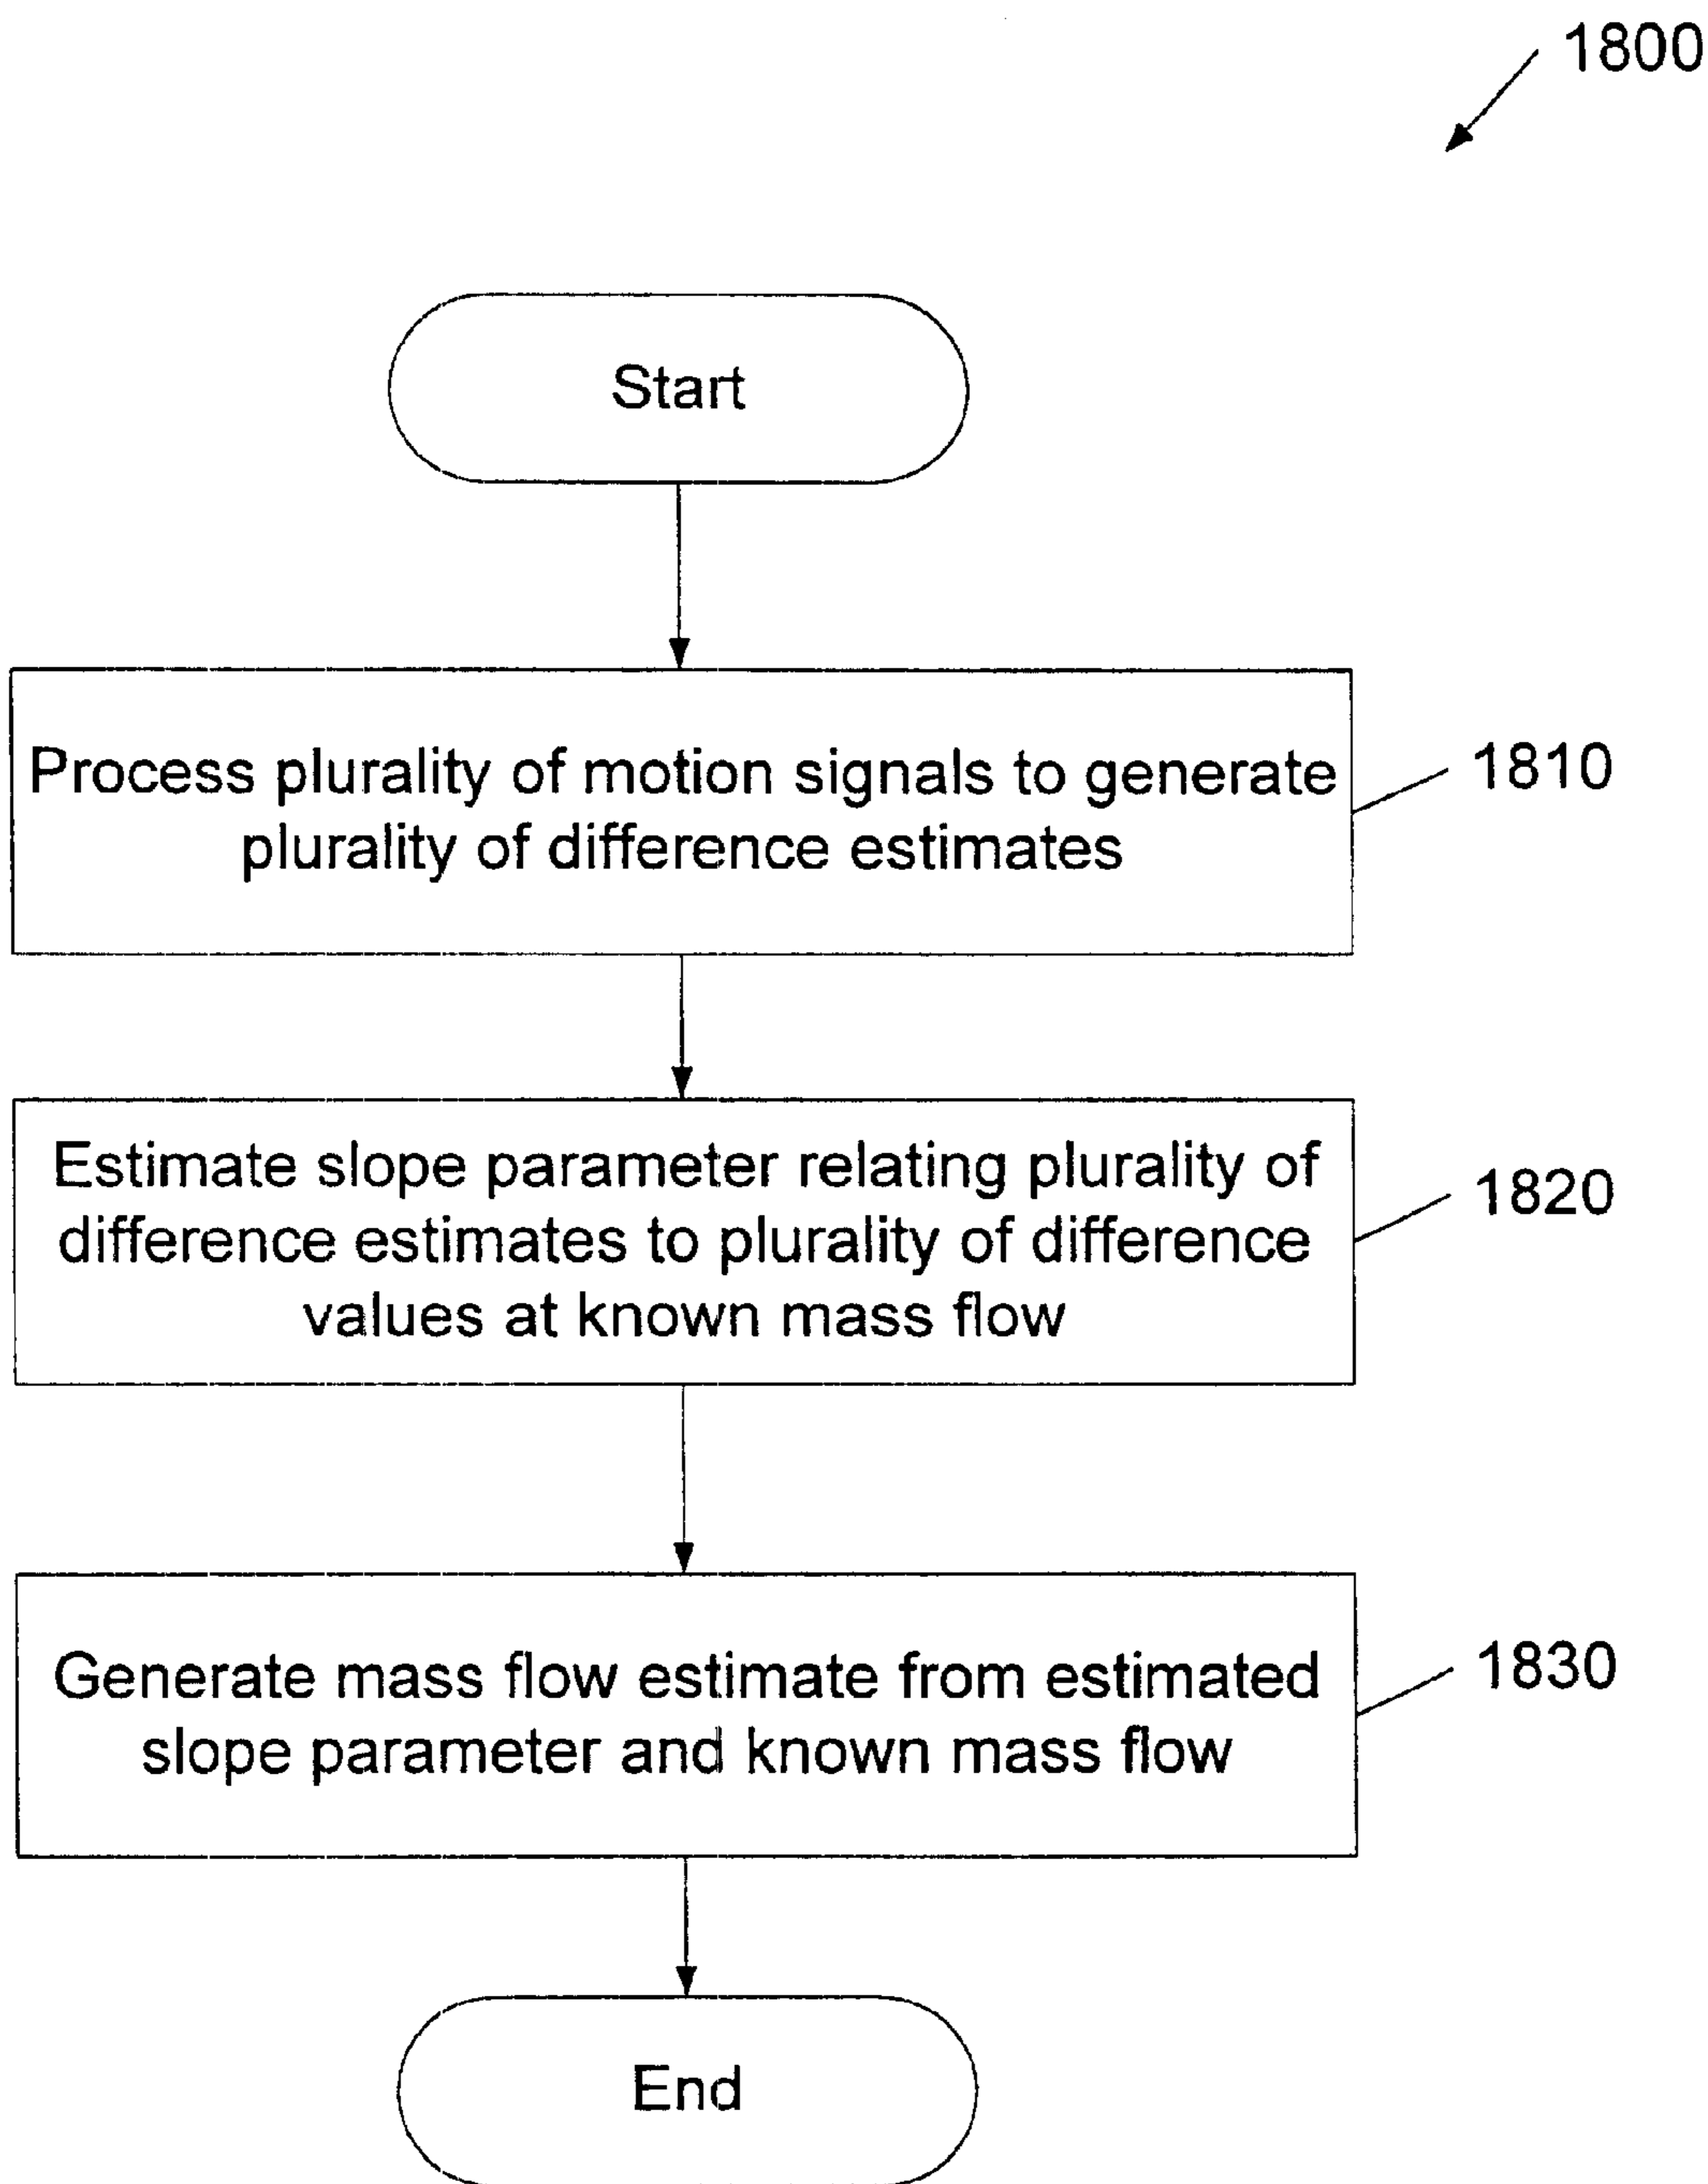 1800
Start
Process plurality of motion signals to generate
plurality of difference estimates
1810
Estimate slope parameter relating plurality of
difference estimates to plurality of difference
values at known mass flow
1820
Generate mass flow estimate from estimated
slope parameter and known mass flow
1830
End